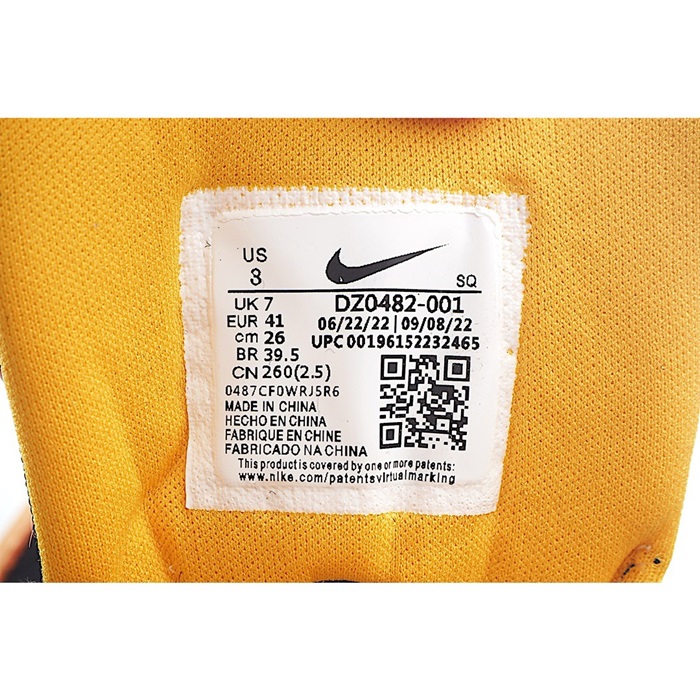 US
3
SQ
UK 7
DZ0482-001
EUR 41
06/22/22 | 09/08/22
cm 26
UPC 00196152232465
BR 39.5
CN 260(2.5)
0487CF0WRJ5R6
MADE IN CHINA
HECHO EN CHINA
FABRIQUE EN CHINE
FABRICADO NA CHINA
This product is covered by one or more patents:
www.nike.com/patentsvirtualmarking